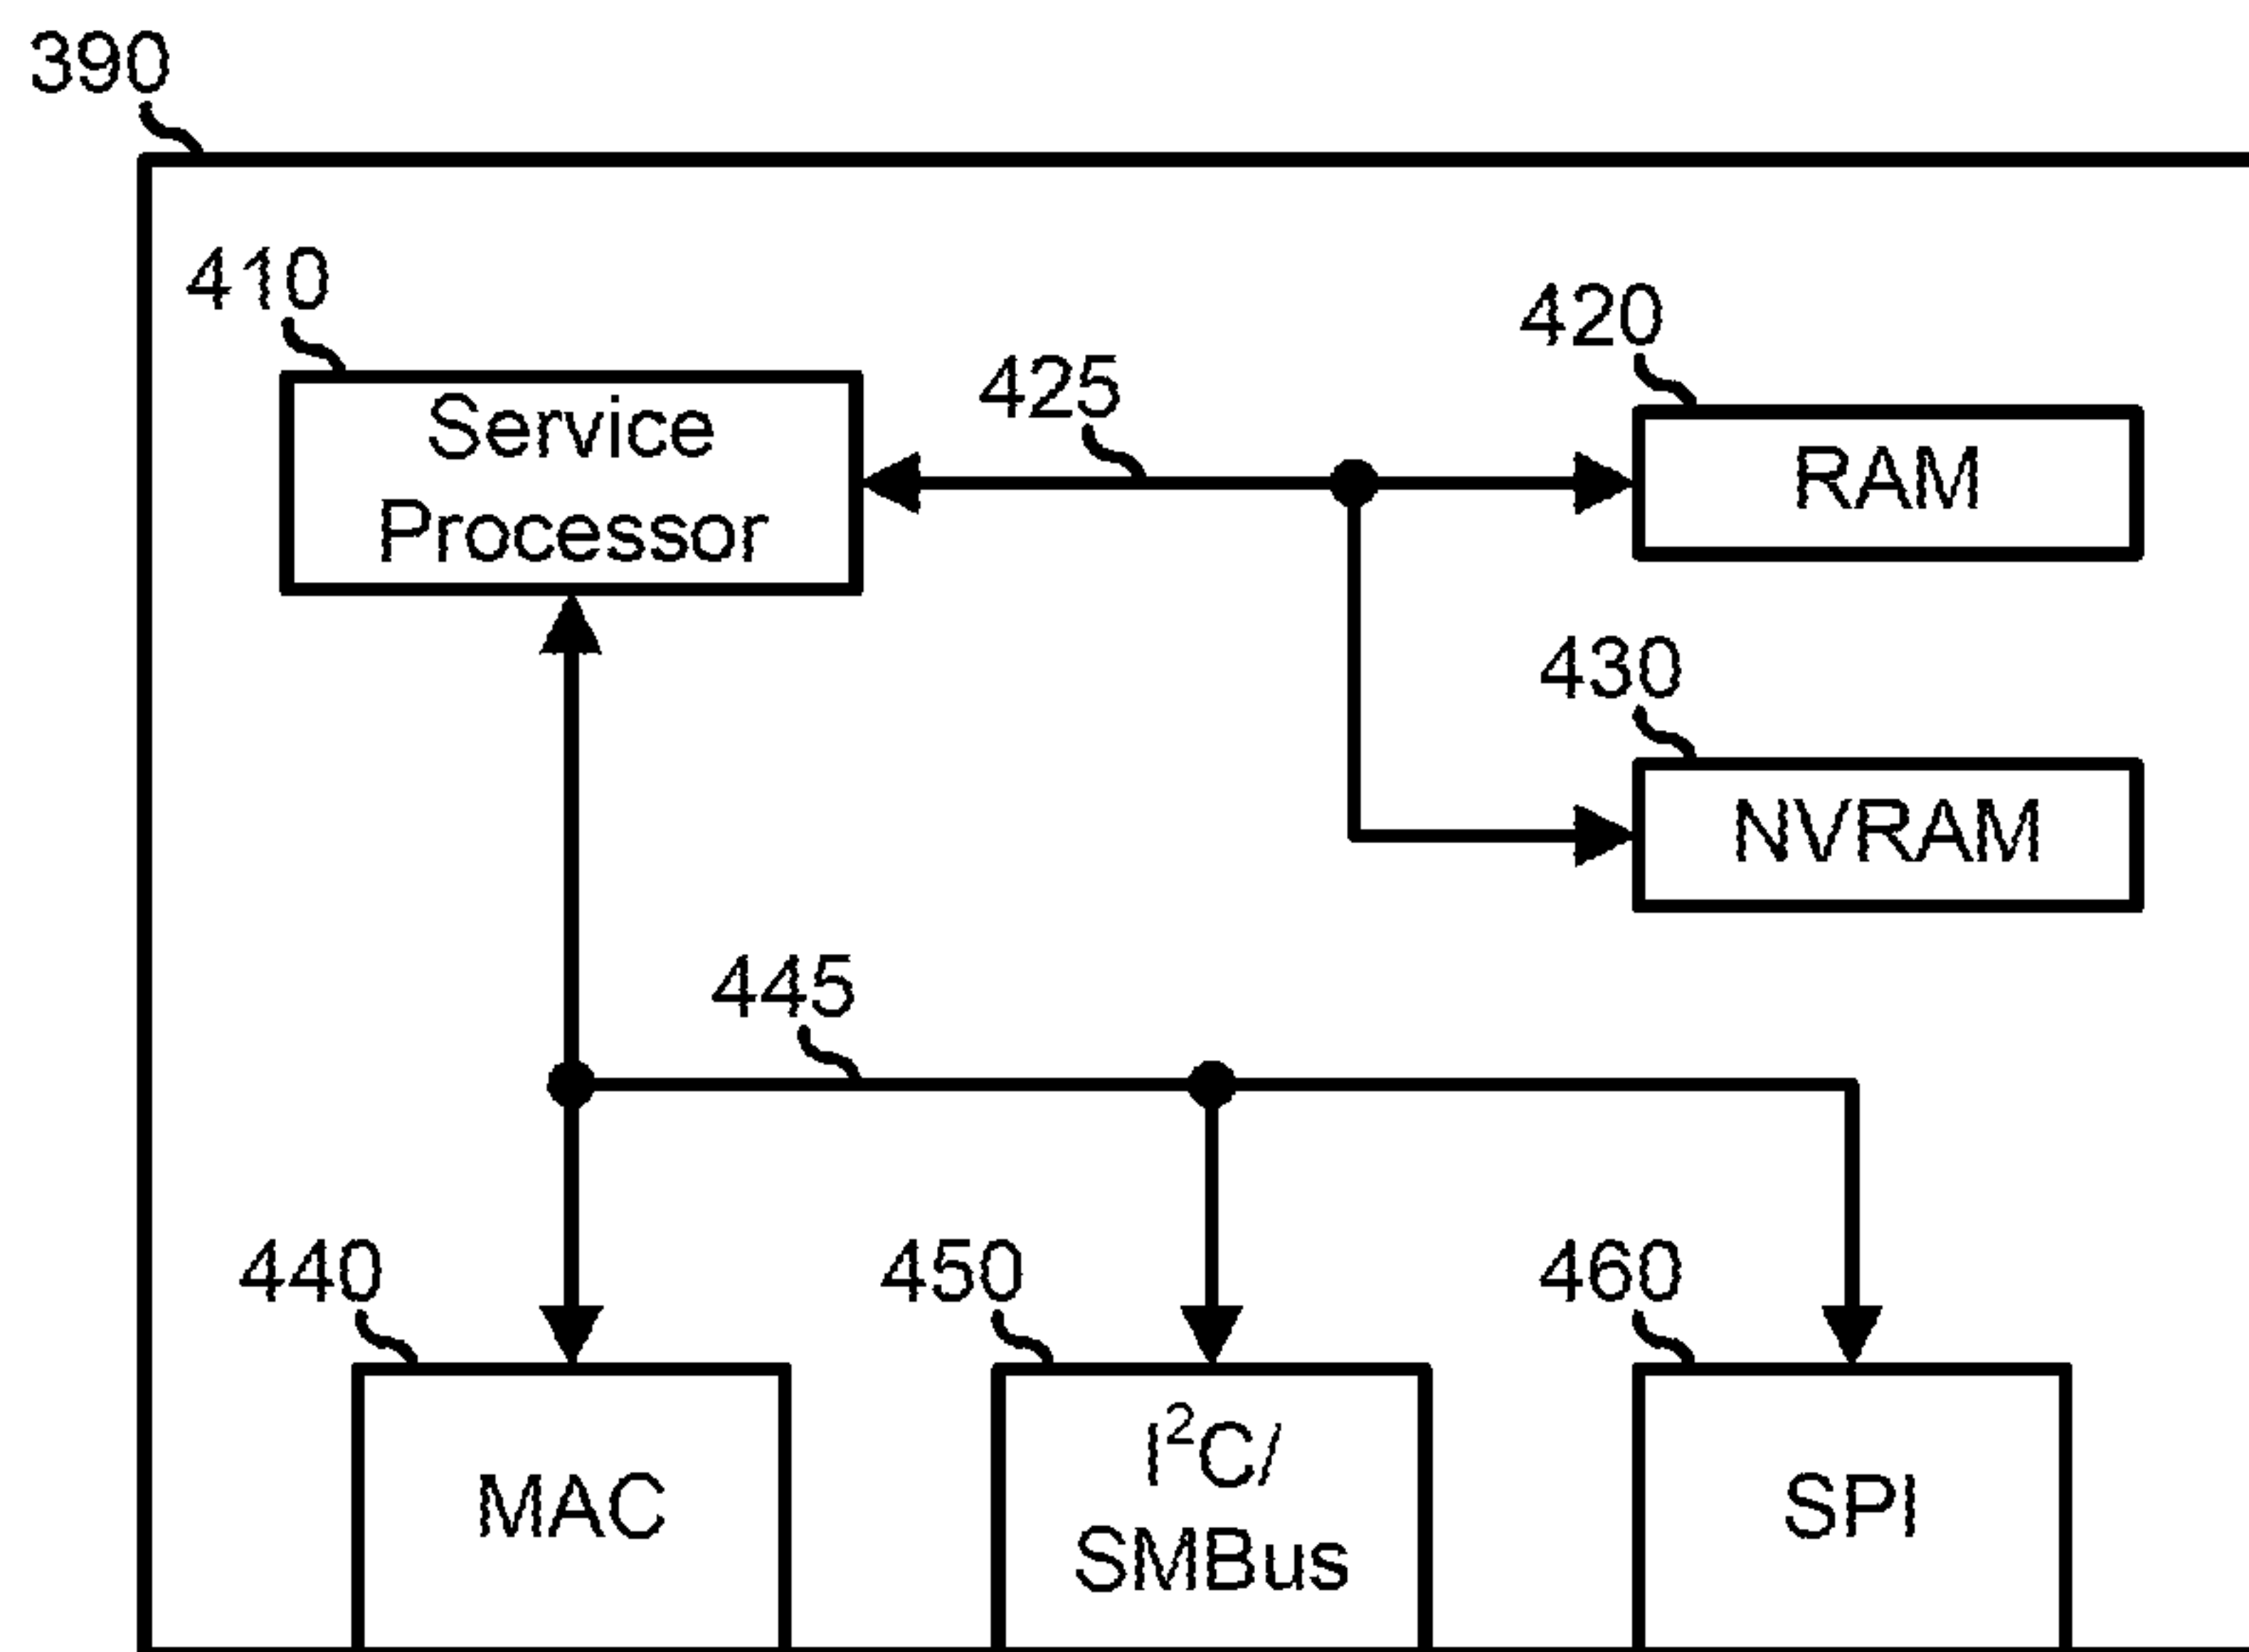 390
410
420
425
Service
Processor
RAM
430
NVRAM
445
440
450
460
MAC
I²C/
SMBus
SPI